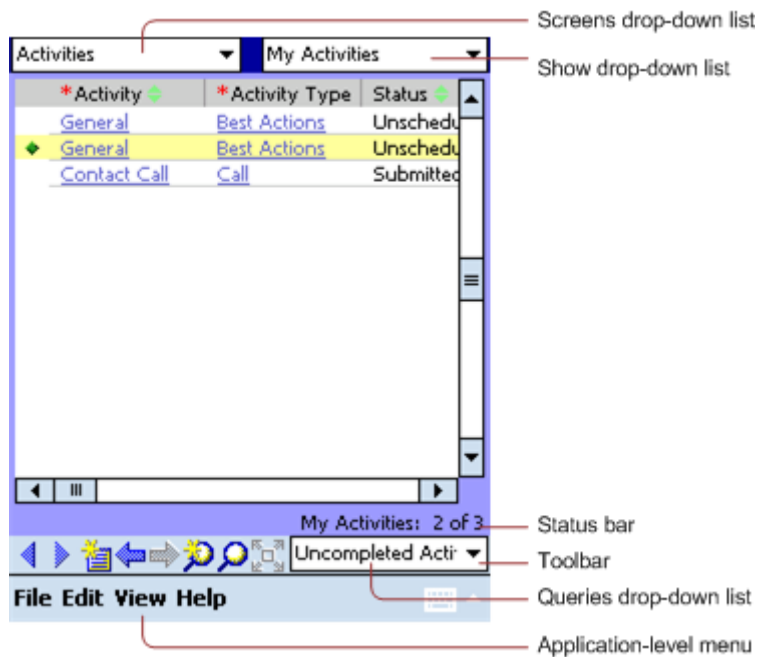 Screens drop-down list
Activities My Activities
Show drop-down list
*Activity *Activity Type Status
General Best Actions Unschedu
General Best Actions Unschedu
Contact Call Call Submitted
My Activities: 2 of 3
Status bar
Uncompleted Acti
Toolbar
File Edit View Help
Queries drop-down list
Application-level menu